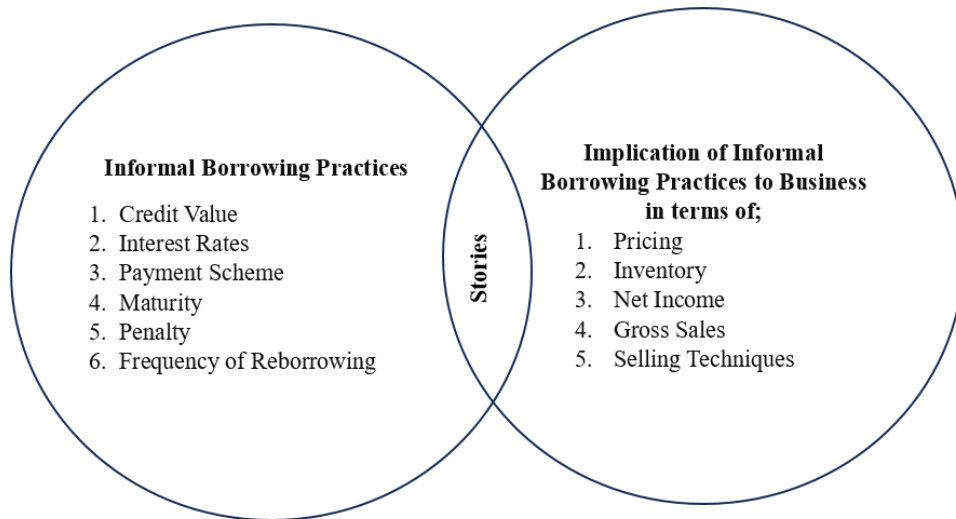 Informal Borrowing Practices
1. Credit Value
2. Interest Rates
3. Payment Scheme
4. Maturity
5. Penalty
6. Frequency of Reborrowing
Stories
Implication of Informal
Borrowing Practices to Business
in terms of;
1. Pricing
2. Inventory
3. Net Income
4. Gross Sales
5. Selling Techniques